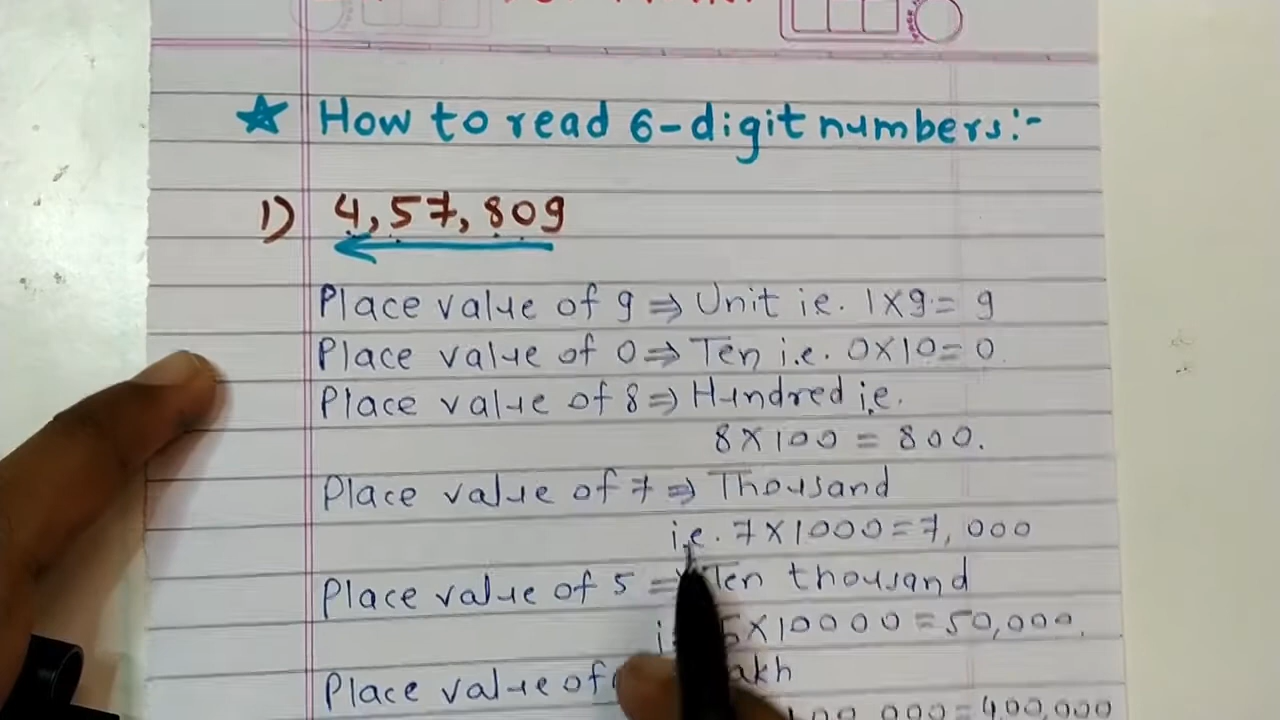 ☆ How to read 6-digit numbers:-
1) 4,57,809
Place value of 9 ⇒ Unit ie. 1×9= 9
Place value of 0 ⇒ Ten i.e. 0×10=0.
Place value of 8 ⇒ Hundred i.e.
8×100 = 800.
Place value of 7 ⇒ Thousand
i.e. 7×1000=7,000
Place value of 5 ⇒ Ten thousand
5×10000=50,000.
Place value of
=400,000